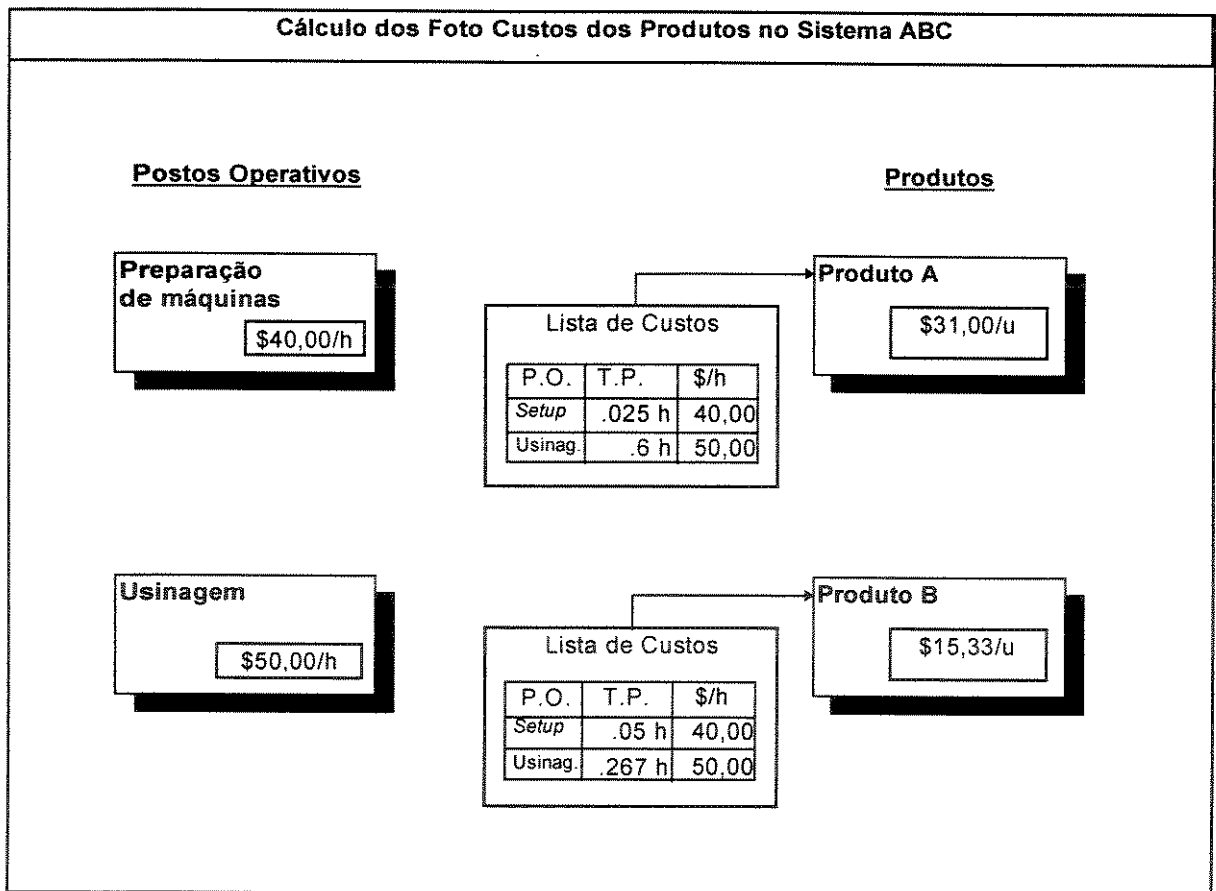 Cálculo dos Foto Custos dos Produtos no Sistema ABC
Postos Operativos
Produtos
Preparação
de máquinas
$40,00/h
Lista de Custos
P.O. T.P. $/h
Setup .025 h 40,00
Usinag. .6 h 50,00
Produto A
$31,00/u
Usinagem
$50,00/h
Lista de Custos
P.O. T.P. $/h
Setup .05 h 40,00
Usinag. .267 h 50,00
Produto B
$15,33/u